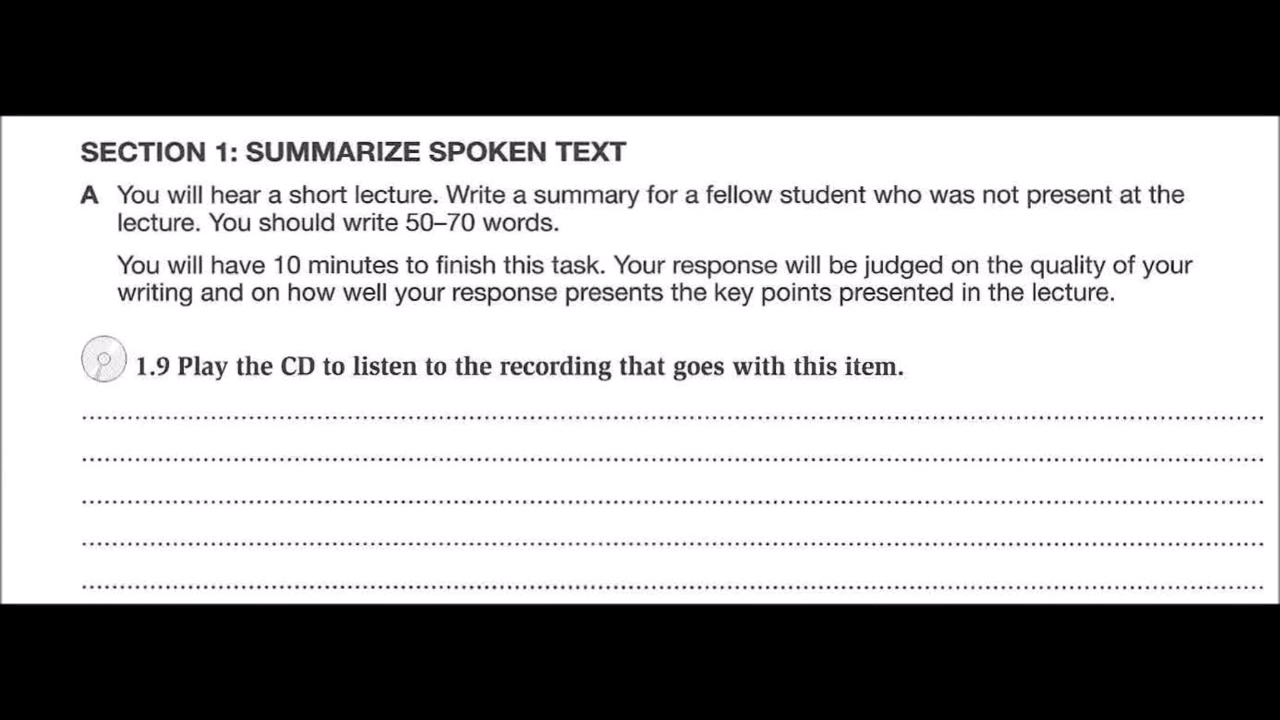 SECTION 1: SUMMARIZE SPOKEN TEXT
A You will hear a short lecture. Write a summary for a fellow student who was not present at the
lecture. You should write 50–70 words.
You will have 10 minutes to finish this task. Your response will be judged on the quality of your
writing and on how well your response presents the key points presented in the lecture.
1.9 Play the CD to listen to the recording that goes with this item.